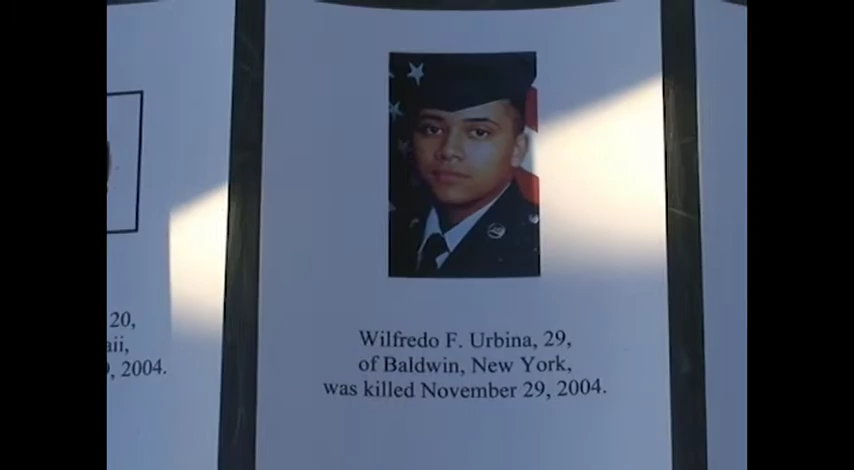 20,
aii,
, 2004.
Wilfredo F. Urbina, 29,
of Baldwin, New York,
was killed November 29, 2004.